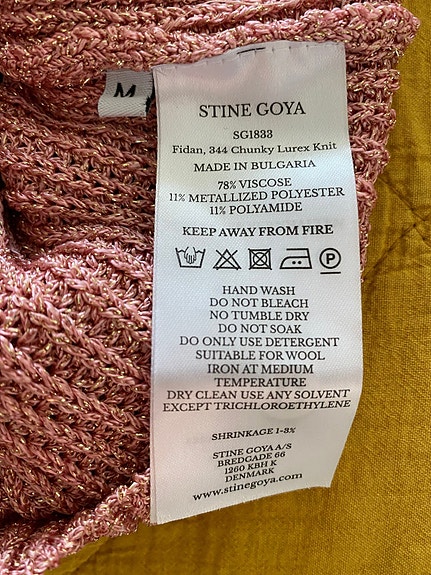 M
STINE GOYA
SG1833
Fidan, 344 Chunky Lurex Knit
MADE IN BULGARIA
78% VISCOSE
11% METALLIZED POLYESTER
11% POLYAMIDE
KEEP AWAY FROM FIRE
P
HAND WASH
DO NOT BLEACH
NO TUMBLE DRY
DO NOT SOAK
DO ONLY USE DETERGENT
SUITABLE FOR WOOL
IRON AT MEDIUM
TEMPERATURE
DRY CLEAN USE ANY SOLVENT
EXCEPT TRICHLOROETHYLENE
SHRINKAGE 1-3%
STINE GOYA A/S
BREDGADE 66
1260 KBH K
DENMARK
www.stinegoya.com